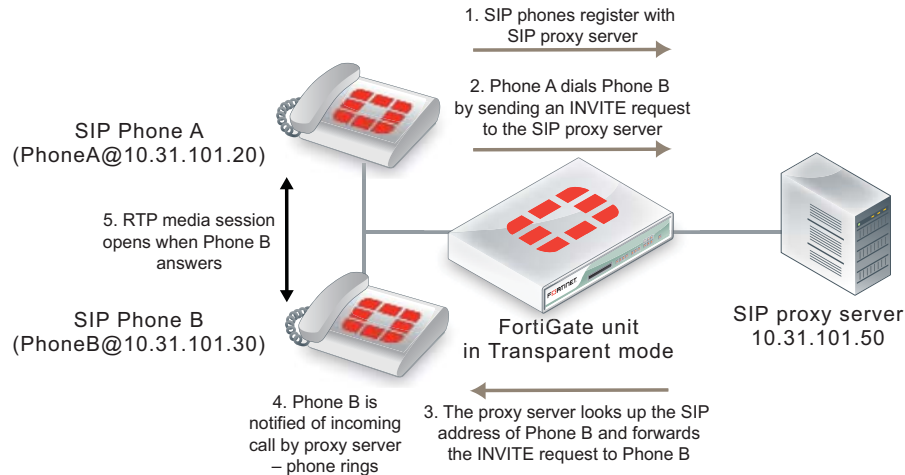 1. SIP phones register with
SIP proxy server
2. Phone A dials Phone B
by sending an INVITE request
to the SIP proxy server
SIP Phone A
(PhoneA@10.31.101.20)
5. RTP media session
opens when Phone B
answers
FORTINET
SIP Phone B
(PhoneB@10.31.101.30)
FortiGate unit
in Transparent mode
SIP proxy server
10.31.101.50
4. Phone B is
notified of incoming
call by proxy server
– phone rings
3. The proxy server looks up the SIP
address of Phone B and forwards
the INVITE request to Phone B